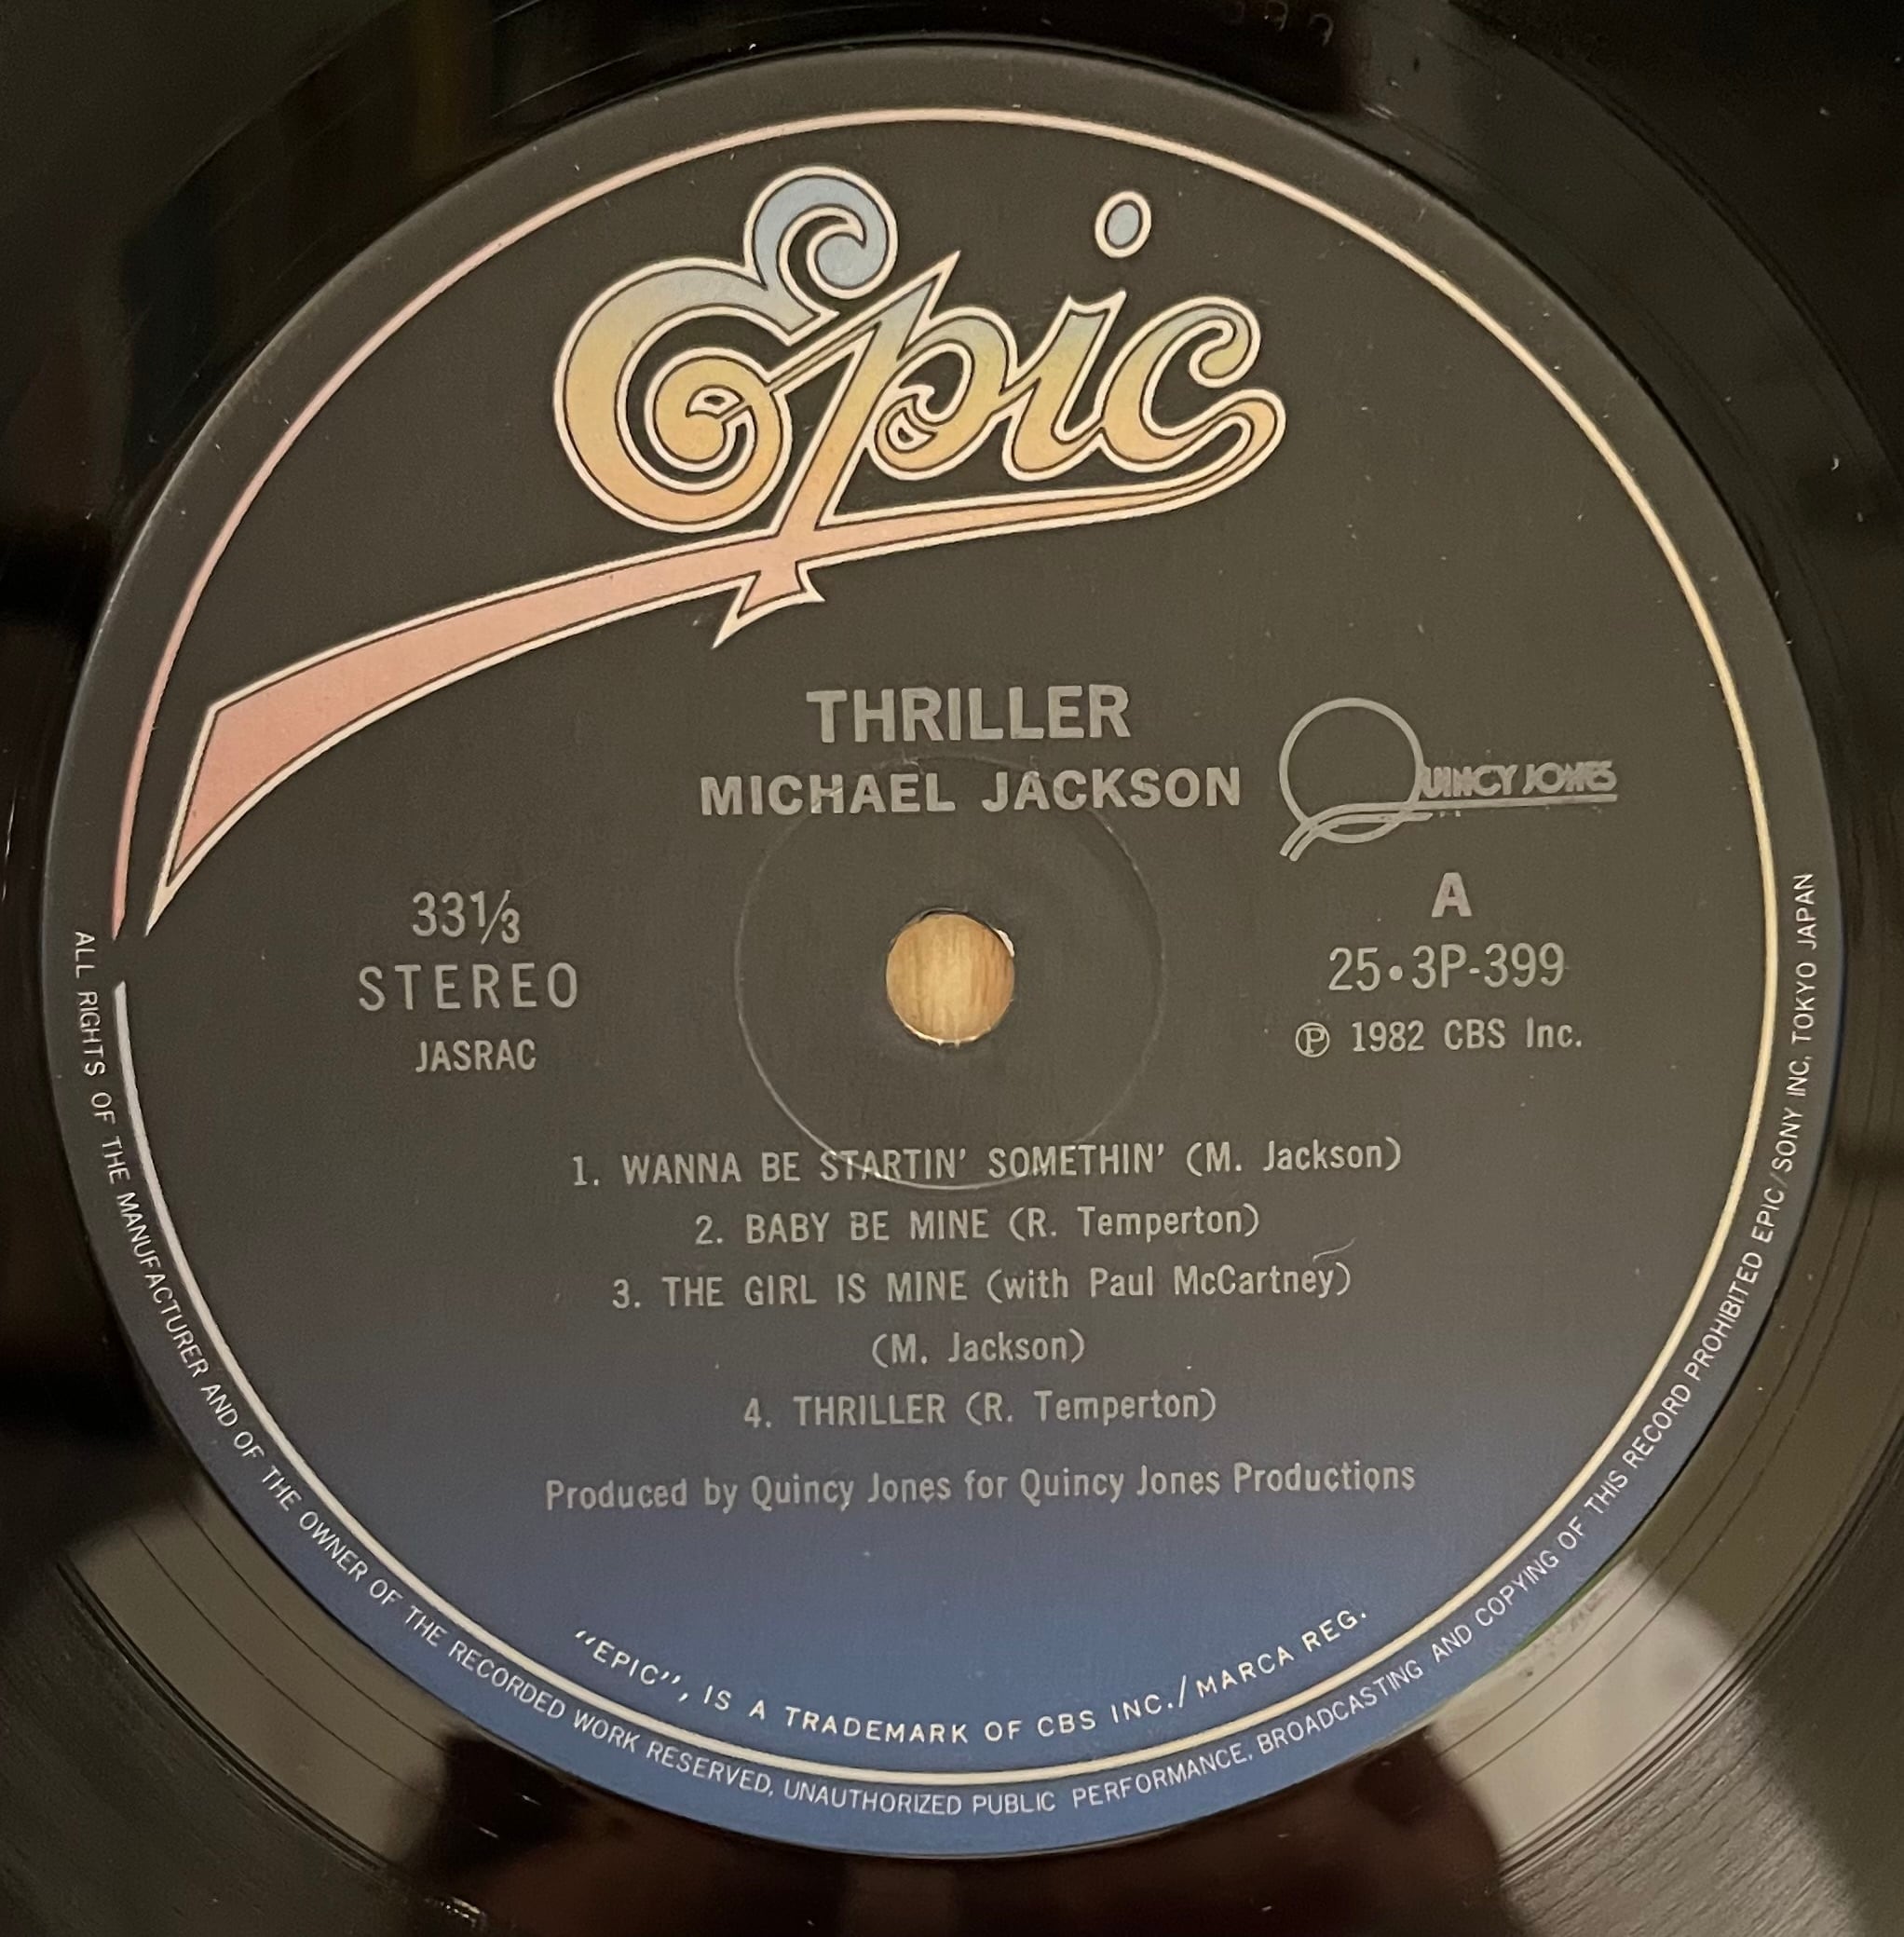 Epic
THRILLER
MICHAEL JACKSON
QUINCY JONES
33⅓
STEREO
JASRAC
A
25•3P-399
Ⓟ 1982 CBS Inc.
1. WANNA BE STARTIN' SOMETHIN' (M. Jackson)
2. BABY BE MINE (R. Temperton)
3. THE GIRL IS MINE (with Paul McCartney)
(M. Jackson)
4. THRILLER (R. Temperton)
Produced by Quincy Jones for Quincy Jones Productions
"EPIC", IS A TRADEMARK OF CBS INC./MARCA REG.
ALL RIGHTS OF THE MANUFACTURER AND OF THE OWNER OF THE RECORDED WORK RESERVED, UNAUTHORIZED PUBLIC PERFORMANCE, BROADCASTING AND COPYING OF THIS RECORD PROHIBITED EPIC/SONY INC, TOKYO JAPAN